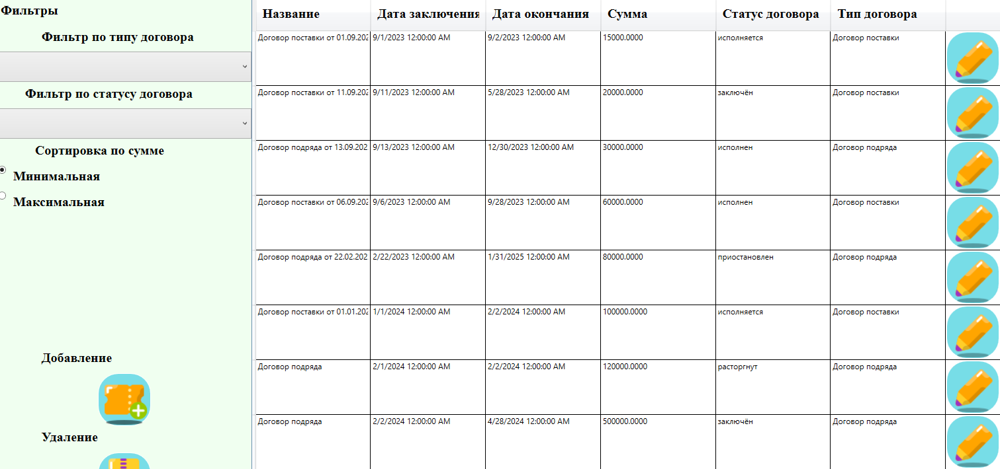 Фильтры
Фильтр по типу договора
Фильтр по статусу договора
Сортировка по сумме
Минимальная
Максимальная
Добавление
Удаление
Название Дата заключения Дата окончания Сумма Статус договора Тип договора
Договор поставки от 01.09.202 9/1/2023 12:00:00 AM 9/2/2023 12:00:00 AM 15000.0000 исполняется Договор поставки
Договор поставки от 11.09.202 9/11/2023 12:00:00 AM 5/28/2023 12:00:00 AM 20000.0000 заключён Договор поставки
Договор подряда от 13.09.202 9/13/2023 12:00:00 AM 12/30/2023 12:00:00 AM 30000.0000 исполнен Договор подряда
Договор поставки от 06.09.202 9/6/2023 12:00:00 AM 9/28/2023 12:00:00 AM 60000.0000 исполнен Договор поставки
Договор подряда от 22.02.202 2/22/2023 12:00:00 AM 1/31/2025 12:00:00 AM 80000.0000 приостановлен Договор подряда
Договор поставки от 01.01.202 1/1/2024 12:00:00 AM 2/2/2024 12:00:00 AM 100000.0000 исполняется Договор поставки
Договор подряда 2/1/2024 12:00:00 AM 2/2/2024 12:00:00 AM 120000.0000 расторгнут Договор подряда
Договор подряда 2/2/2024 12:00:00 AM 4/28/2024 12:00:00 AM 500000.0000 заключён Договор подряда